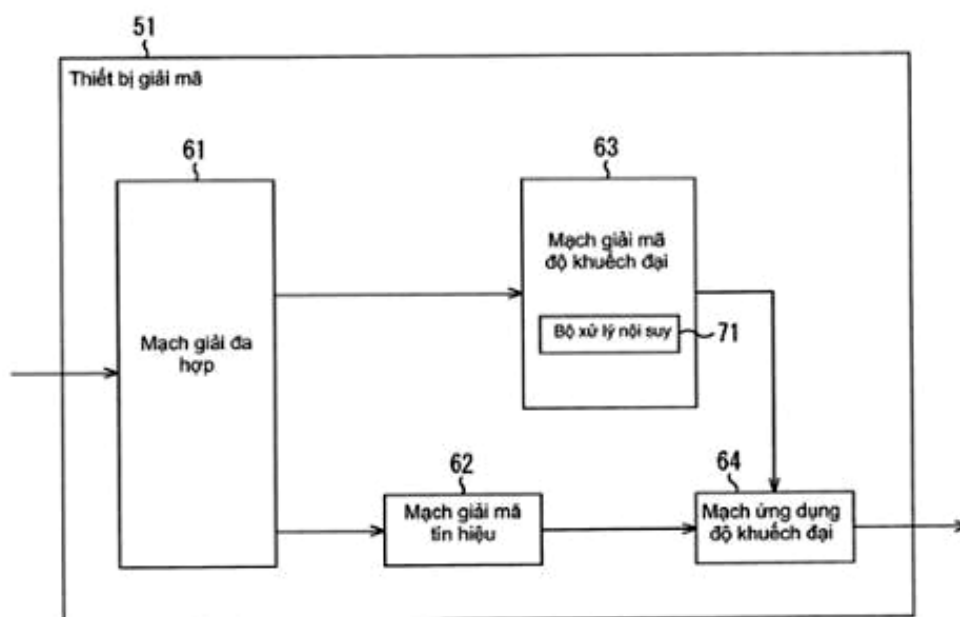 51
Thiết bị giải mã
61
63
Mạch giải mã
độ khuếch đại
Bộ xử lý nội suy
71
Mạch giải đa
hợp
62
64
Mạch giải mã
tín hiệu
Mạch ứng dụng
độ khuếch đại